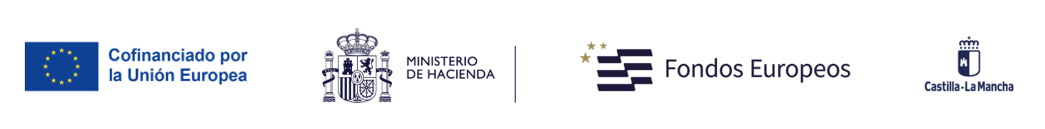 Cofinanciado por
la Unión Europea
MINISTERIO
DE HACIENDA
Fondos Europeos
Castilla-La Mancha